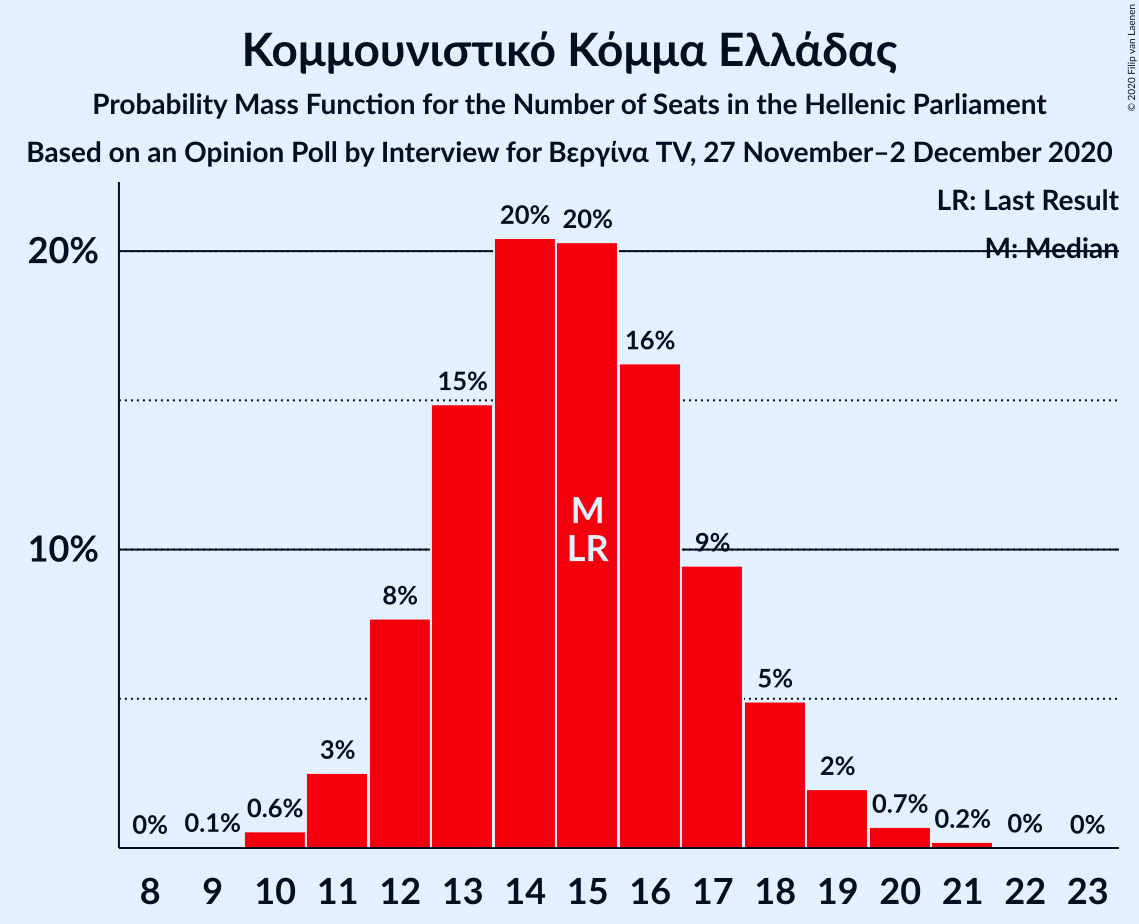 Κομμουνιστικό Κόμμα Ελλάδας
Probability Mass Function for the Number of Seats in the Hellenic Parliament
Based on an Opinion Poll by Interview for Βεργίνα TV, 27 November–2 December 2020
© 2020 Filip van Laenen
LR: Last Result
M: Median
20%
10%
0%
0.1%
0.6%
3%
8%
15%
20%
20%
16%
9%
5%
2%
0.7%
0.2%
0%
0%
M
LR
8 9 10 11 12 13 14 15 16 17 18 19 20 21 22 23